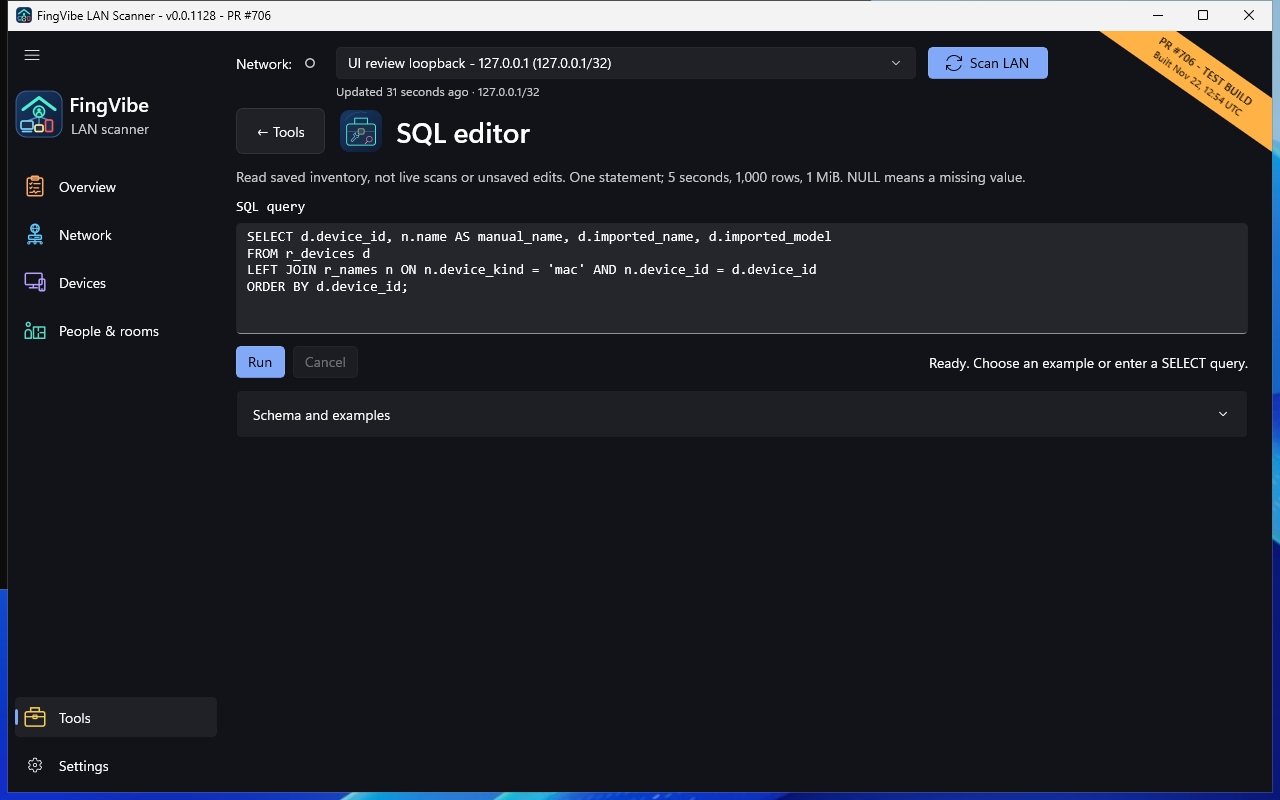 FingVibe LAN Scanner - v0.0.1128 - PR #706
PR #706 - TEST BUILD
Built Nov 22, 12:54 UTC
Network:
UI review loopback - 127.0.0.1 (127.0.0.1/32)
Scan LAN
Updated 31 seconds ago · 127.0.0.1/32
FingVibe
LAN scanner
← Tools
SQL editor
Read saved inventory, not live scans or unsaved edits. One statement; 5 seconds, 1,000 rows, 1 MiB. NULL means a missing value.
SQL query
SELECT d.device_id, n.name AS manual_name, d.imported_name, d.imported_model
FROM r_devices d
LEFT JOIN r_names n ON n.device_kind = 'mac' AND n.device_id = d.device_id
ORDER BY d.device_id;
Run
Cancel
Ready. Choose an example or enter a SELECT query.
Schema and examples
Overview
Network
Devices
People & rooms
Tools
Settings